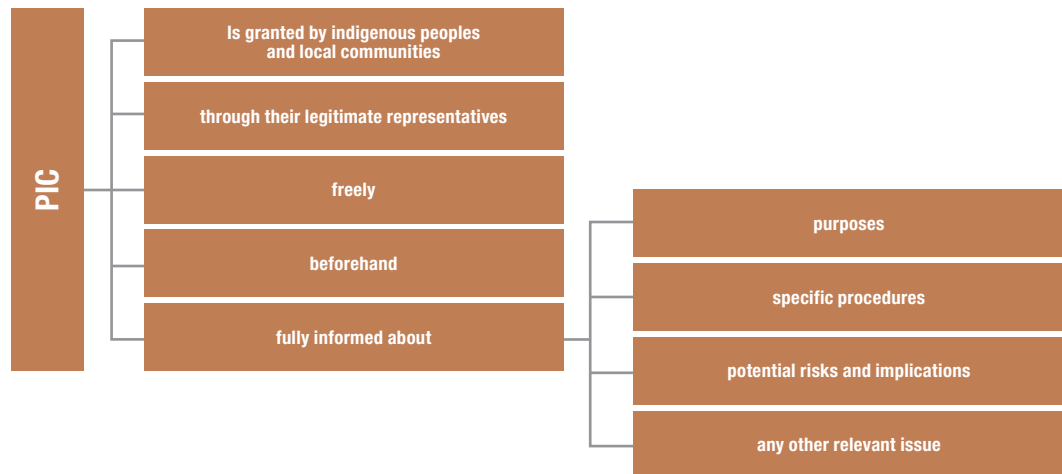 PIC
Is granted by indigenous peoples
and local communities
through their legitimate representatives
freely
beforehand
fully informed about
purposes
specific procedures
potential risks and implications
any other relevant issue